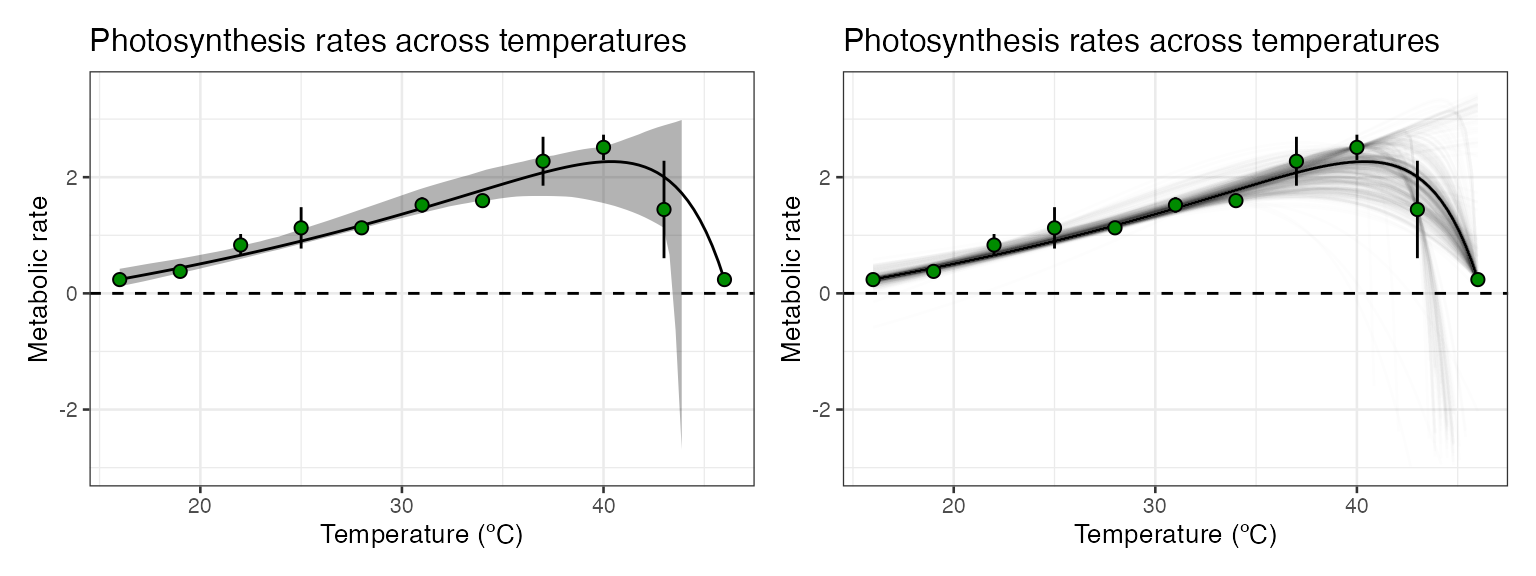 Photosynthesis rates across temperatures
Metabolic rate
2
0
-2
20 30 40
Temperature (ºC)
Photosynthesis rates across temperatures
Metabolic rate
2
0
-2
20 30 40
Temperature (ºC)